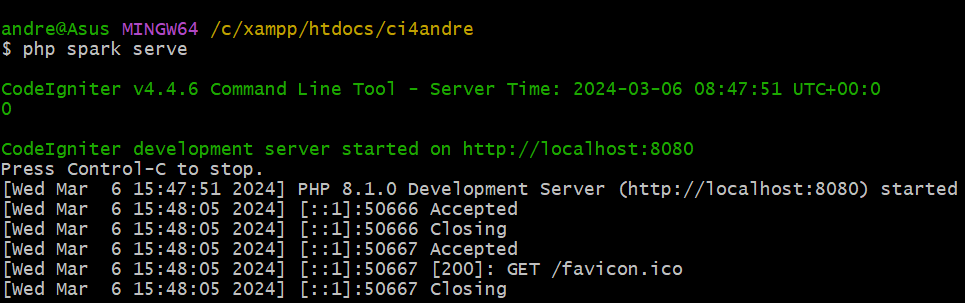 andre@Asus MINGW64 /c/xampp/htdocs/ci4andre
$ php spark serve
CodeIgniter v4.4.6 Command Line Tool - Server Time: 2024-03-06 08:47:51 UTC+00:0
0
CodeIgniter development server started on http://localhost:8080
Press Control-C to stop.
[Wed Mar  6 15:47:51 2024] PHP 8.1.0 Development Server (http://localhost:8080) started
[Wed Mar  6 15:48:05 2024] [::1]:50666 Accepted
[Wed Mar  6 15:48:05 2024] [::1]:50666 Closing
[Wed Mar  6 15:48:05 2024] [::1]:50667 Accepted
[Wed Mar  6 15:48:05 2024] [::1]:50667 [200]: GET /favicon.ico
[Wed Mar  6 15:48:05 2024] [::1]:50667 Closing